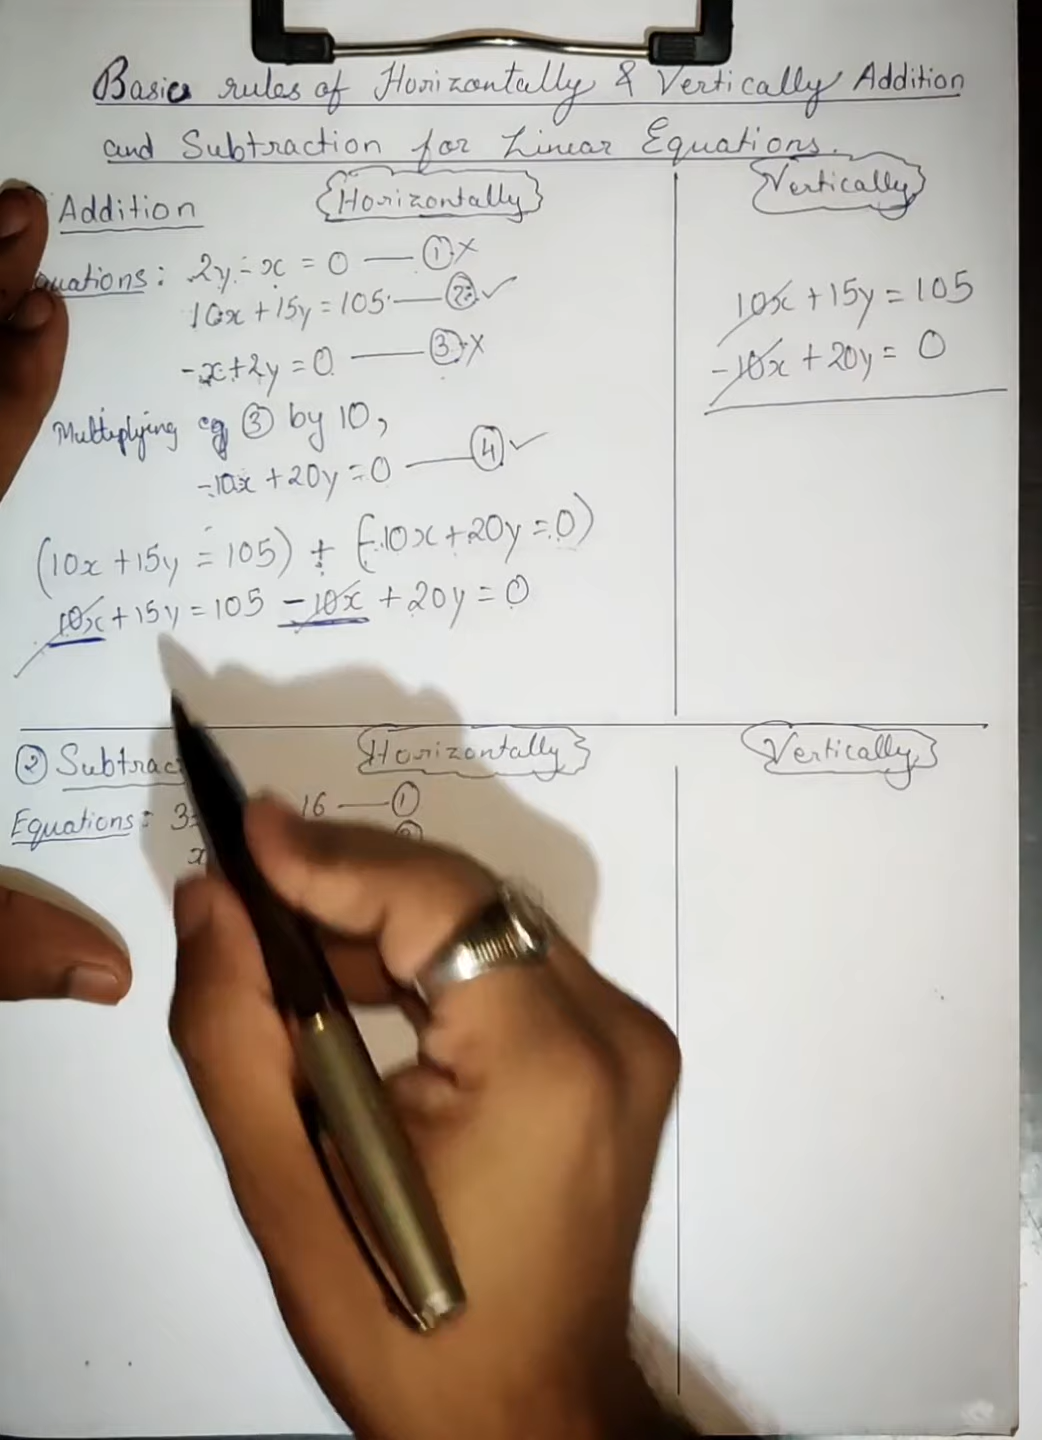 Basic rules of Horizontally & Vertically Addition
and Subtraction for Linear Equations.
Addition
Horizontally
quations: 2y - x = 0 — ① ×
10x + 15y = 105 — ② ✓
-x + 2y = 0 — ③ ×
Multiplying eq ③ by 10,
-10x + 20y = 0 — ④ ✓
(10x + 15y = 105) + (-10x + 20y = 0)
10x + 15y = 105 - 10x + 20y = 0
Vertically
10x + 15y = 105
-10x + 20y = 0
② Subtrac
Horizontally
Equations: 3 16 — ①
x
Vertically